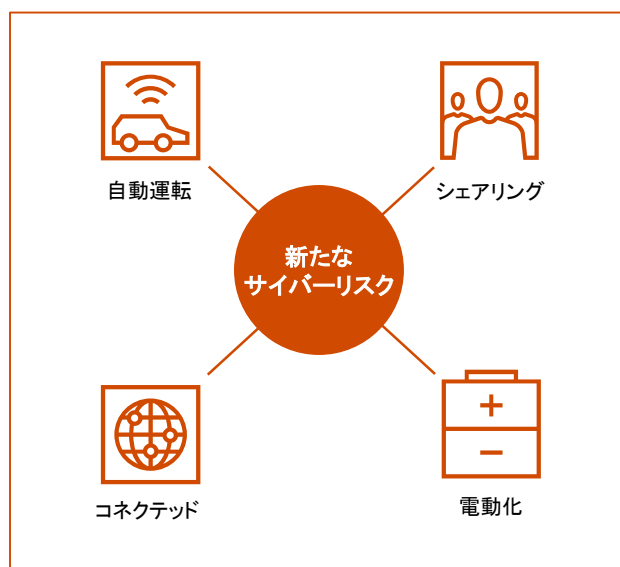 自動運転
シェアリング
新たな
サイバーリスク
コネクテッド
電動化